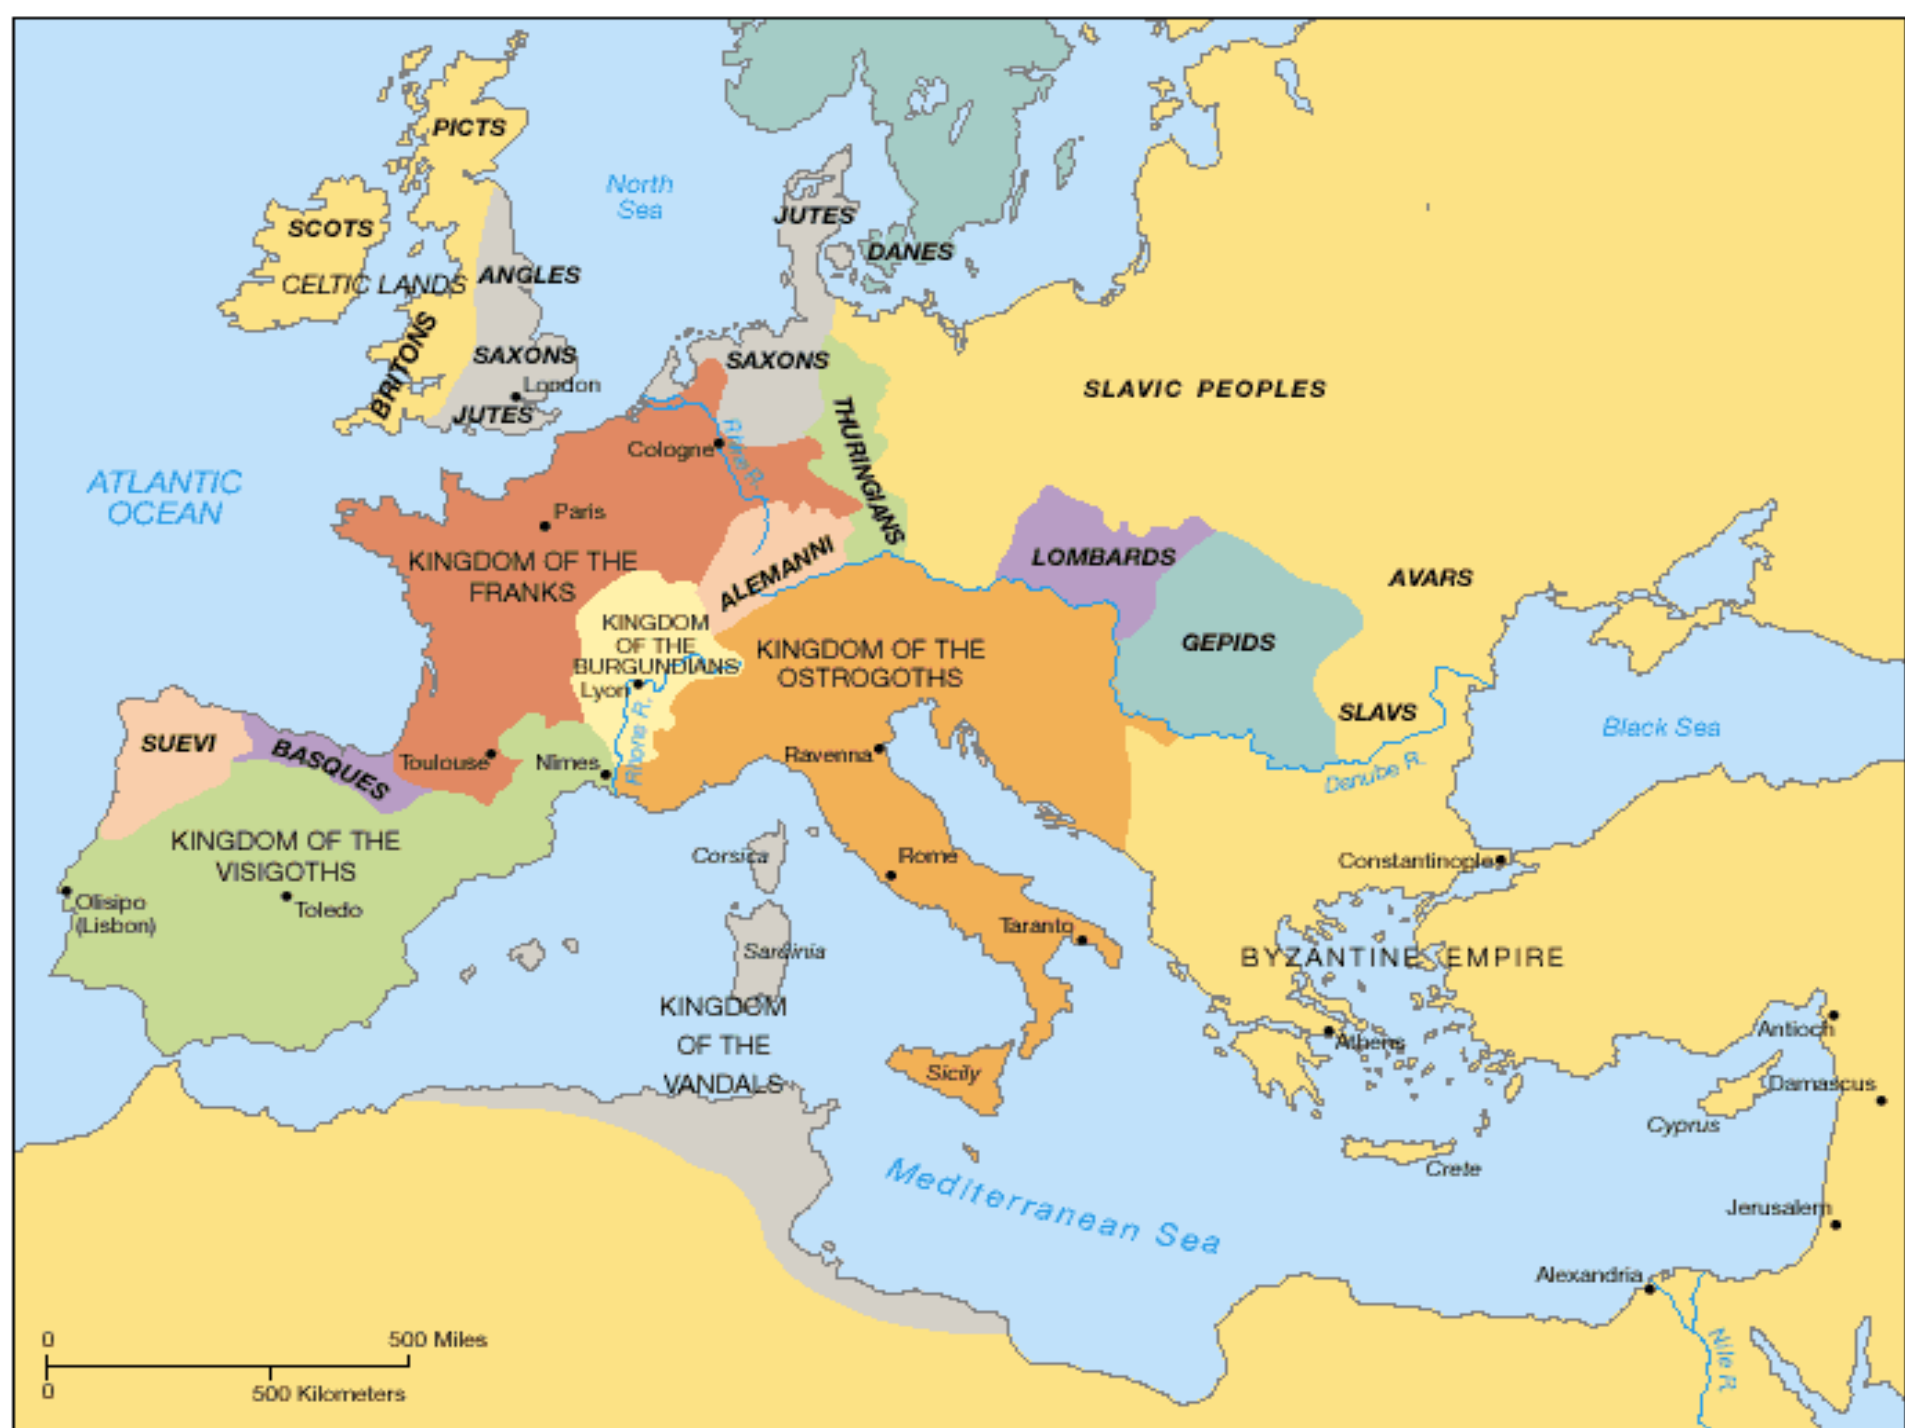 PICTS
SCOTS
CELTIC LANDS
BRITONS
ANGLES
SAXONS
London
JUTES
North
Sea
JUTES
DANES
SAXONS
THURINGIANS
SLAVIC PEOPLES
ATLANTIC
OCEAN
Cologne
Rhine R.
Paris
KINGDOM OF THE
FRANKS
ALEMANNI
LOMBARDS
AVARS
GEPIDS
SLAVS
KINGDOM
OF THE
BURGUNDIANS
Lyon
Rhone R.
KINGDOM OF THE
OSTROGOTHS
Black Sea
Danube R.
SUEVI
BASQUES
Toulouse
Nimes
Ravenna
KINGDOM OF THE
VISIGOTHS
Olisipo
(Lisbon)
Toledo
Corsica
Rome
Constantinople
Sardinia
Taranto
BYZANTINE EMPIRE
KINGDOM
OF THE
VANDALS
Sicily
Athens
Antioch
Damascus
Cyprus
Crete
Mediterranean Sea
Jerusalem
Alexandria
Nile R.
0 500 Miles
0 500 Kilometers